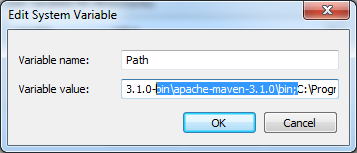 Edit System Variable
Variable name: Path
Variable value: 3.1.0-bin\apache-maven-3.1.0\bin;C:\Progr
OK Cancel